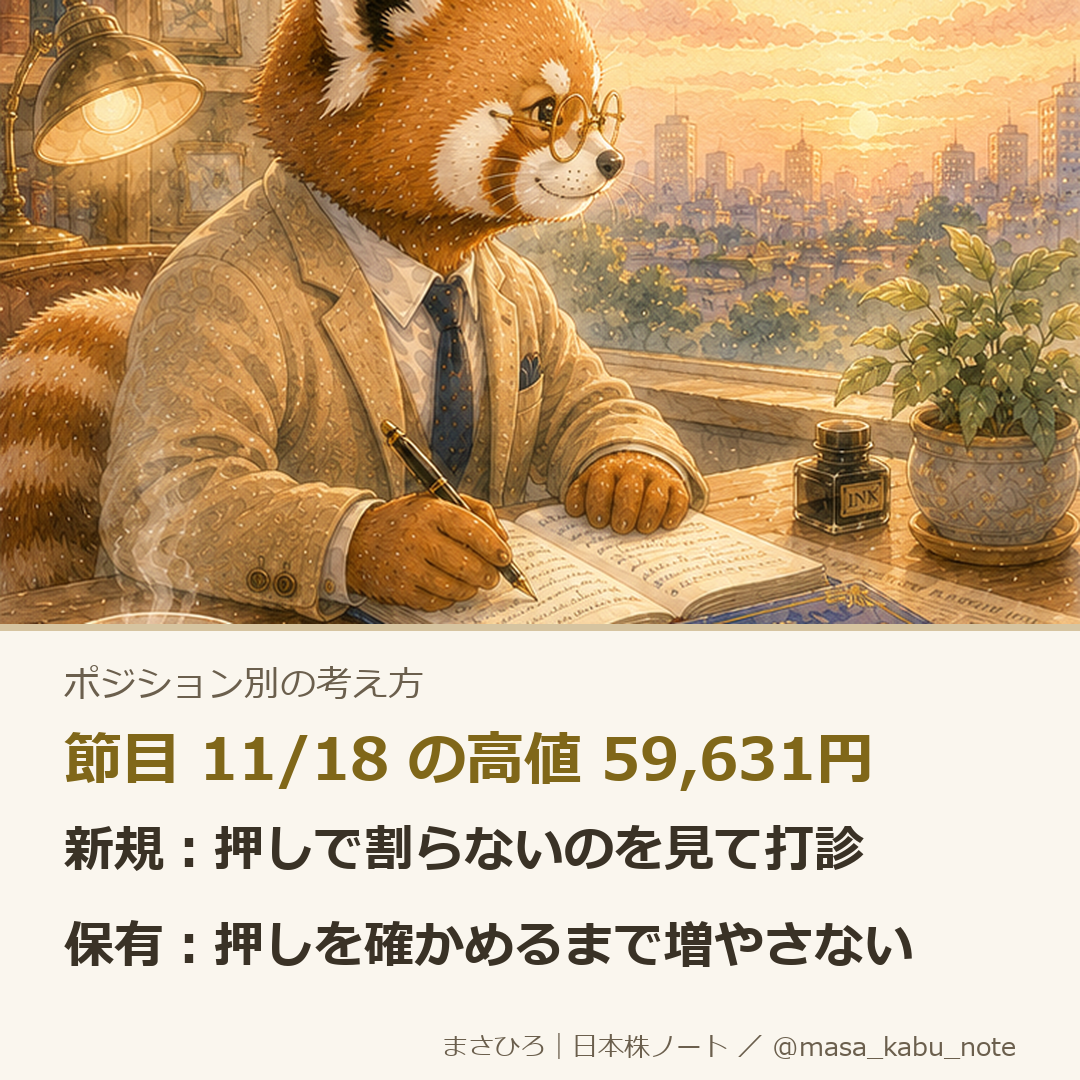 INK
ポジション別の考え方
節目 11/18 の高値 59,631円
新規：押しで割らないのを見て打診
保有：押しを確かめるまで増やさない
まさひろ｜日本株ノート ／ @masa_kabu_note